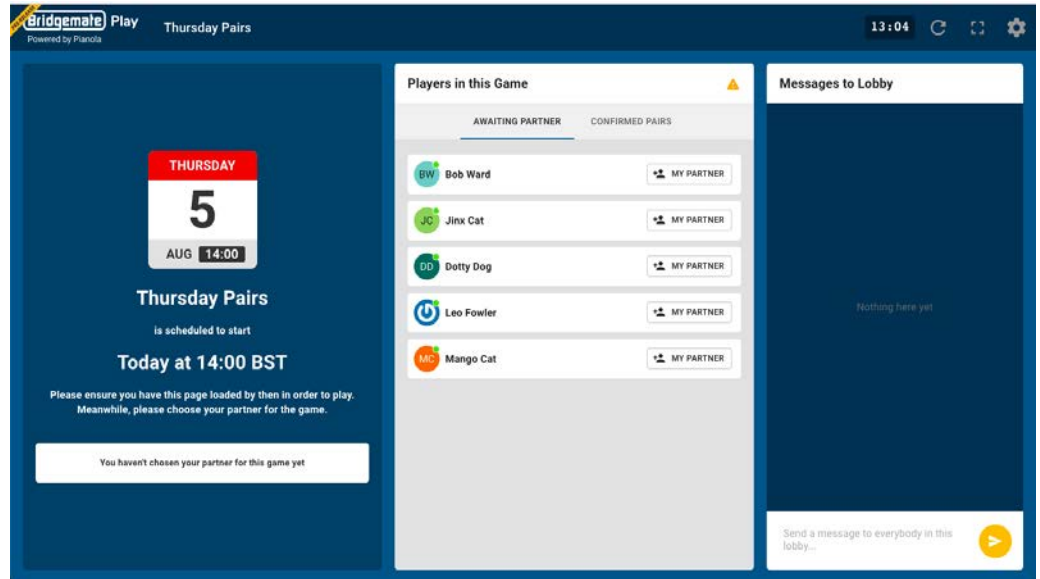 Bridgemate Play
Powered by Pianola
Thursday Pairs
13:04
THURSDAY
5
AUG 14:00
Thursday Pairs
is scheduled to start
Today at 14:00 BST
Please ensure you have this page loaded by then in order to play.
Meanwhile, please choose your partner for the game.
You haven't chosen your partner for this game yet
Players in this Game
AWAITING PARTNER CONFIRMED PAIRS
BW Bob Ward MY PARTNER
JC Jinx Cat MY PARTNER
DD Dotty Dog MY PARTNER
Leo Fowler MY PARTNER
MC Mango Cat MY PARTNER
Messages to Lobby
Nothing here yet
Send a message to everybody in this
lobby...